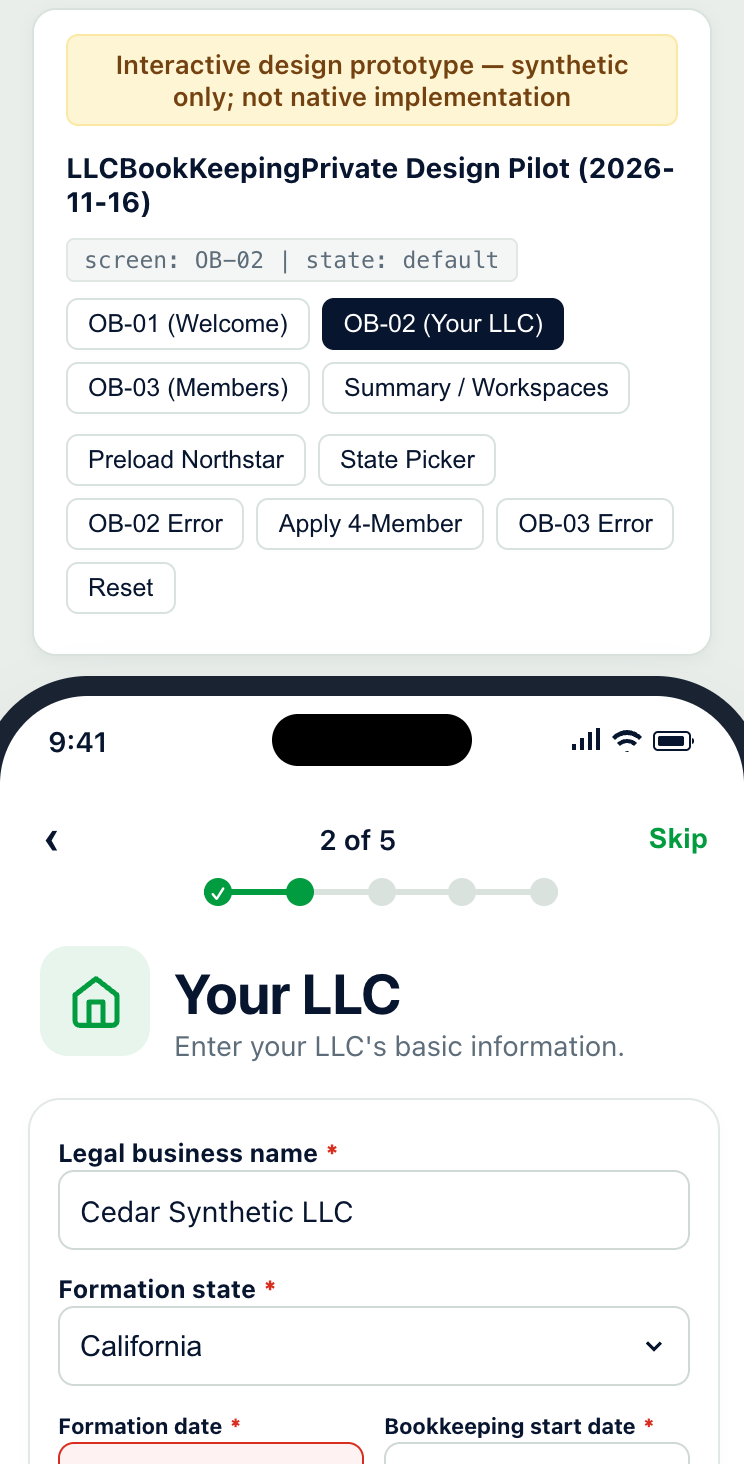 Interactive design prototype — synthetic
only; not native implementation
LLCBookKeepingPrivate Design Pilot (2026-
11-16)
screen: OB-02 | state: default
OB-01 (Welcome)
OB-02 (Your LLC)
OB-03 (Members)
Summary / Workspaces
Preload Northstar
State Picker
OB-02 Error
Apply 4-Member
OB-03 Error
Reset
9:41
2 of 5
Skip
Your LLC
Enter your LLC's basic information.
Legal business name *
Cedar Synthetic LLC
Formation state *
California
Formation date *
Bookkeeping start date *